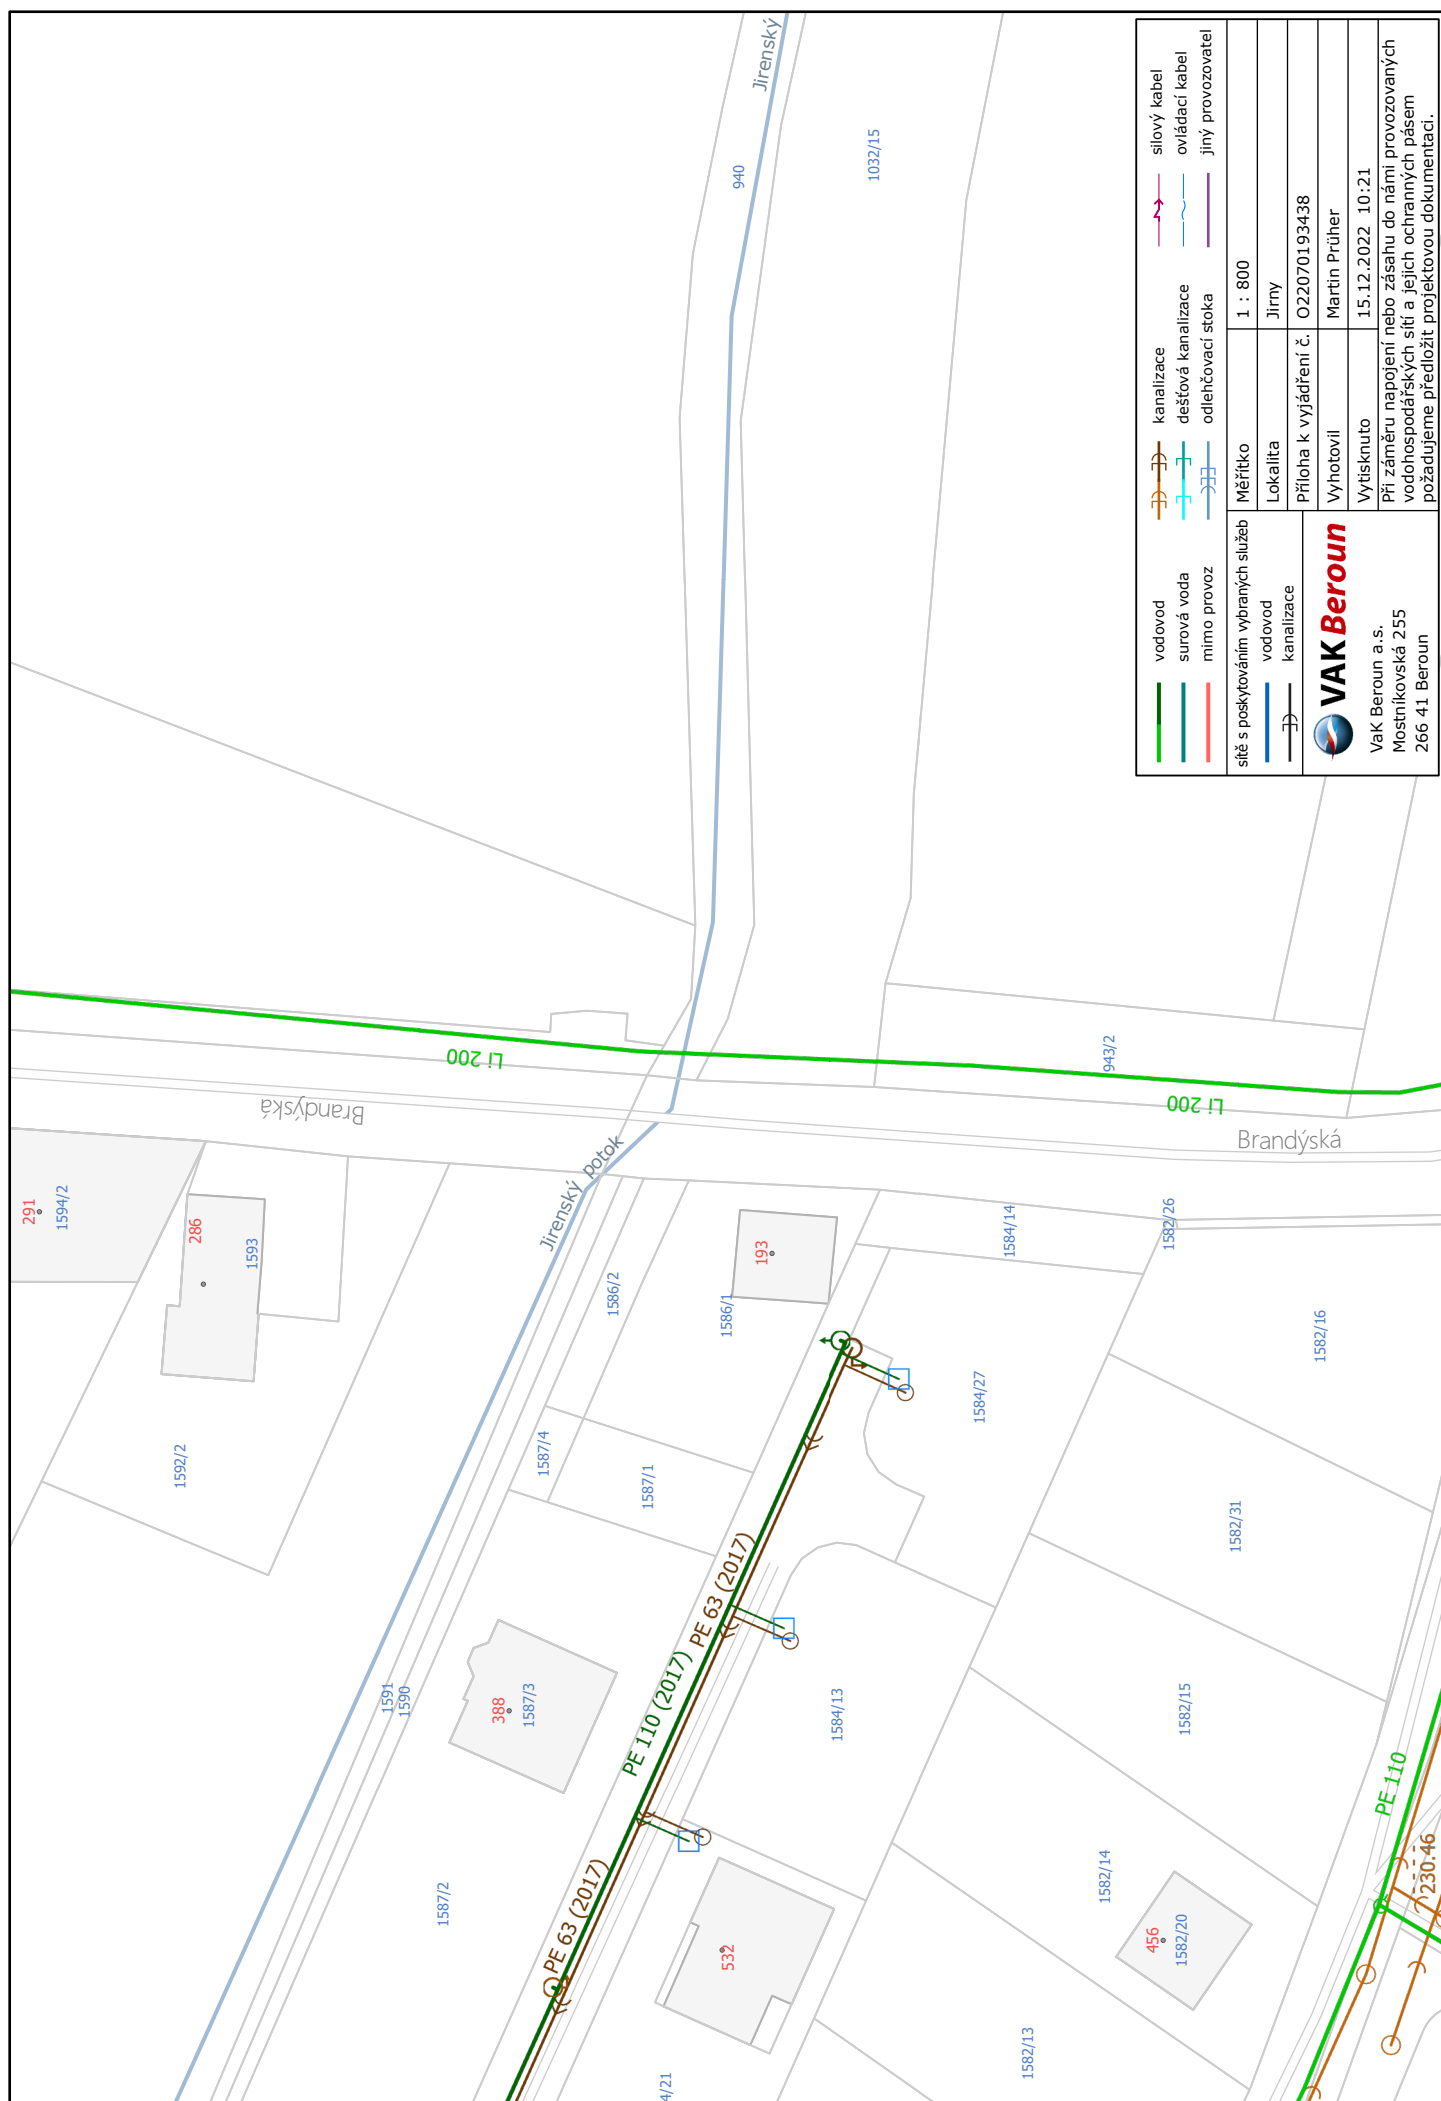 Jirenský
940
1032/15
291
1594/2
286
1593
1592/2
Brandýská
Li 200
Jirenský potok
943/2
Li 200
Brandýská
1586/2
1586/1
193
1584/14
1582/26
1582/16
1587/4
1587/1
1584/27
1582/31
PE 63 (2017)
PE 110 (2017)
1591
1590
388
1587/3
1584/13
1582/15
PE 110
230.46
1587/2
PE 63 (2017)
532
1582/14
456
1582/20
1582/13
4/21
vodovod
surová voda
mimo provoz
kanalizace
dešťová kanalizace
odlehčovací stoka
silový kabel
ovládací kabel
jiný provozovatel
sítě s poskytováním vybraných služeb
vodovod
kanalizace
VAK Beroun
VaK Beroun a.s.
Mostníkovská 255
266 41 Beroun
Měřítko 1 : 800
Lokalita Jirny
Příloha k vyjádření č. O22070193438
Vyhotovil Martin Průher
Vytisknuto 15.12.2022 10:21
Při záměru napojení nebo zásahu do námi provozovaných
vodohospodářských sítí a jejich ochranných pásem
požadujeme předložit projektovou dokumentaci.